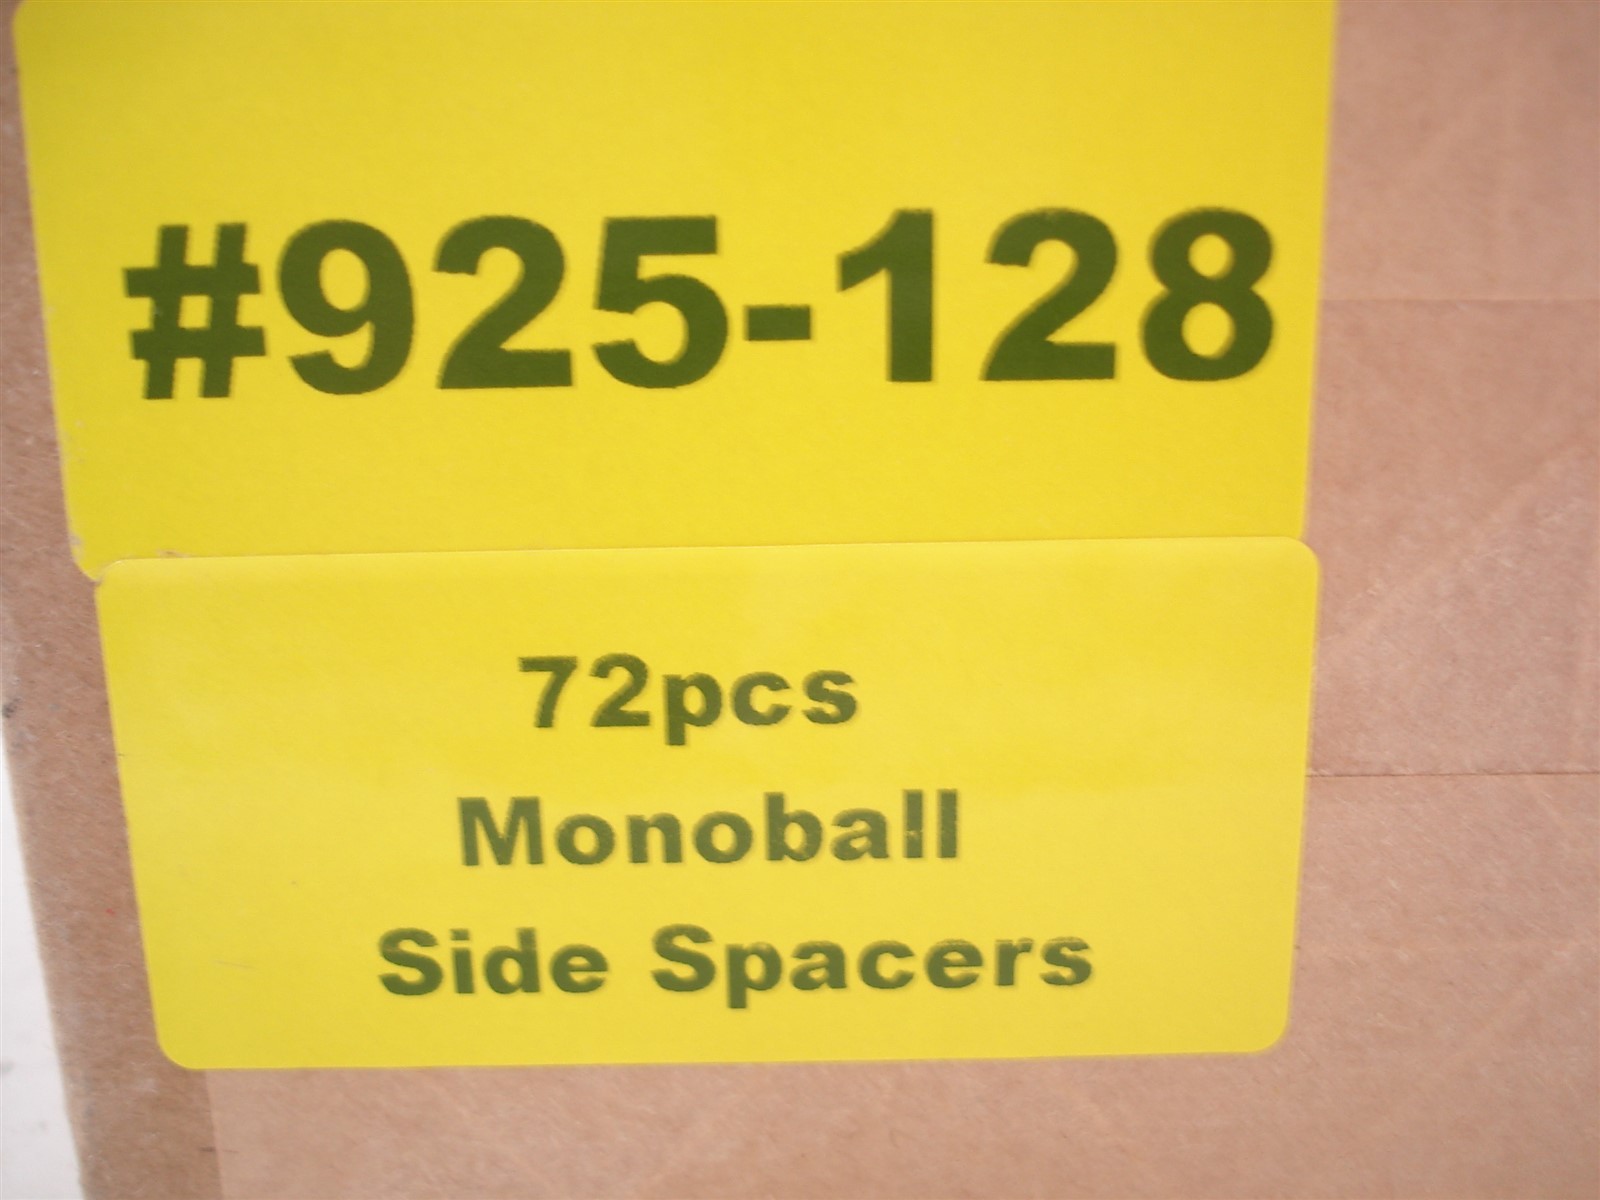 #925-128
72pcs
Monoball
Side Spacers